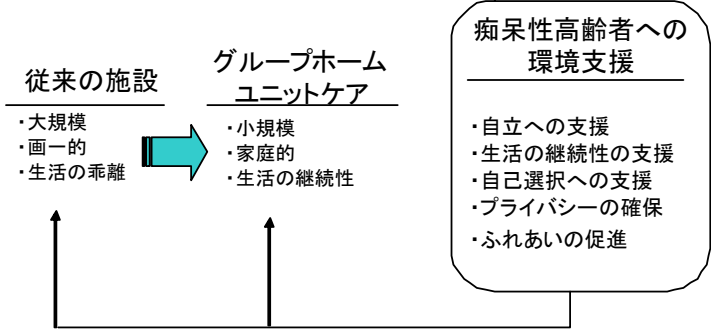 従来の施設
・大規模
・画一的
・生活の乖離
グループホーム
ユニットケア
・小規模
・家庭的
・生活の継続性
痴呆性高齢者への
環境支援
・自立への支援
・生活の継続性の支援
・自己選択への支援
・プライバシーの確保
・ふれあいの促進